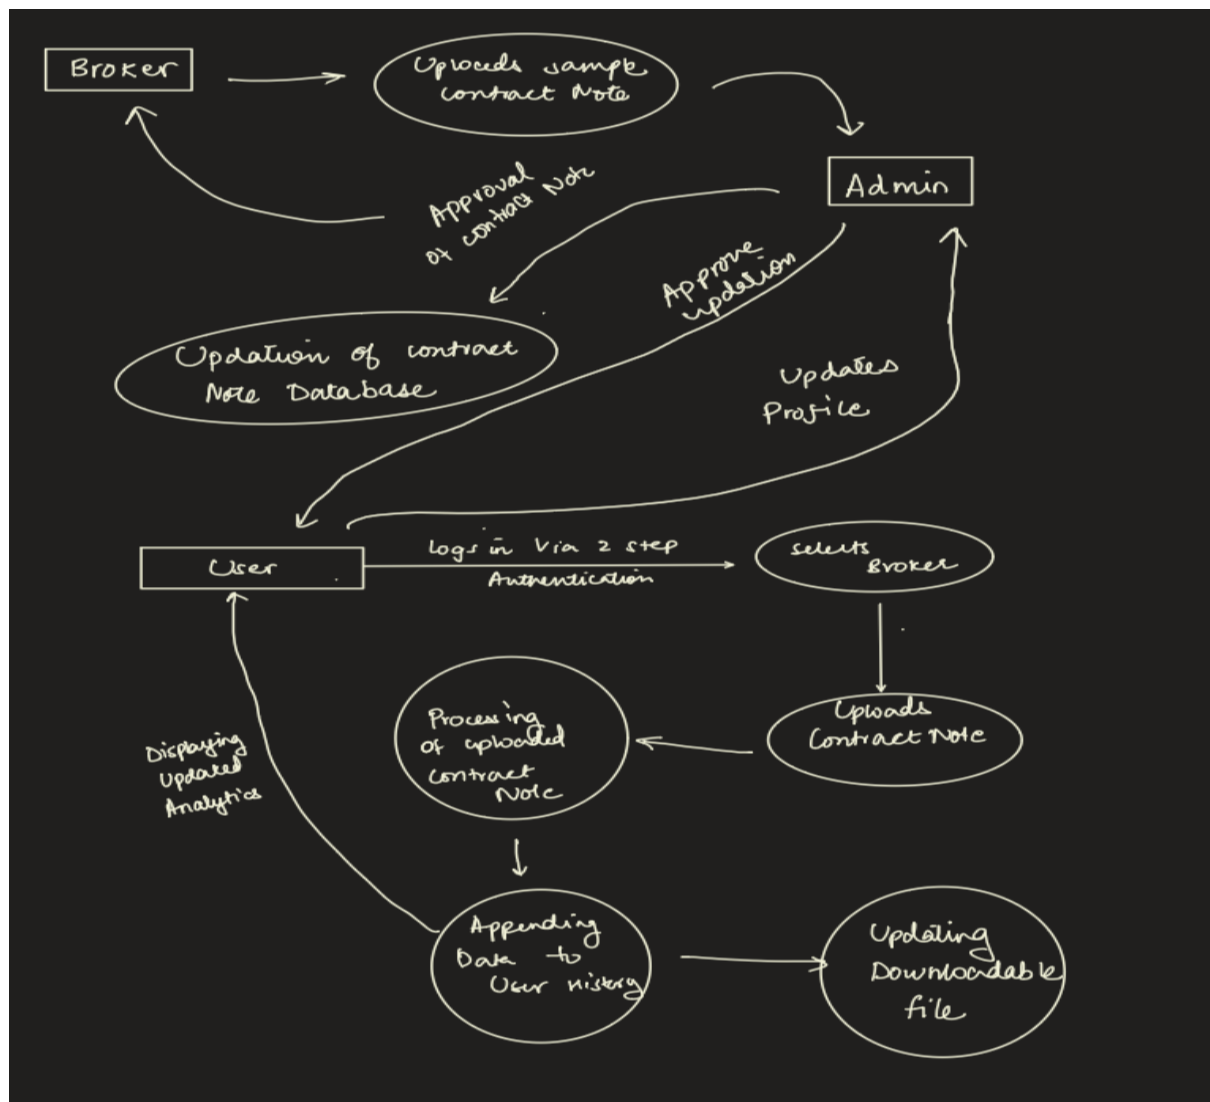 Broker
Uploads sample
contract Note
Admin
Approval
of contract Note
Approve
updation
Updation of contract
Note Database
Updates
Profile
User
Logs in Via 2 step
Authentication
selects
Broker
Uploads
Contract Note
Processing
of uploaded
contract
Note
Displaying
Updated
Analytics
Appending
Data to
User History
Updating
Downloadable
file